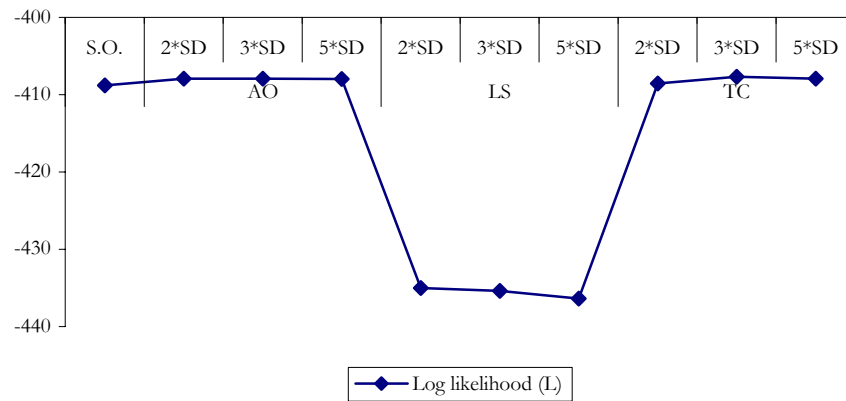 -400
S.O. 2*SD 3*SD 5*SD 2*SD 3*SD 5*SD 2*SD 3*SD 5*SD
-410
AO LS TC
-420
-430
-440
Log likelihood (L)